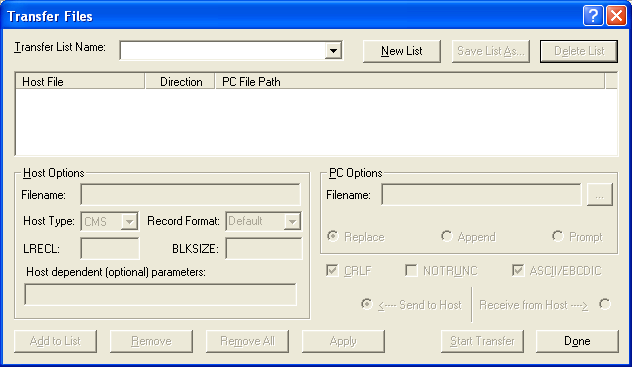 Transfer Files
Transfer List Name: New List Save List As... Delete List
Host File Direction PC File Path
Host Options PC Options
Filename: Filename: ...
Host Type: CMS Record Format: Default Replace Append Prompt
LRECL: BLKSIZE:
CRLF NOTRUNC ASCII/EBCDIC
Host dependent (optional) parameters:
<---- Send to Host Receive from Host ---->
Add to List Remove Remove All Apply Start Transfer Done